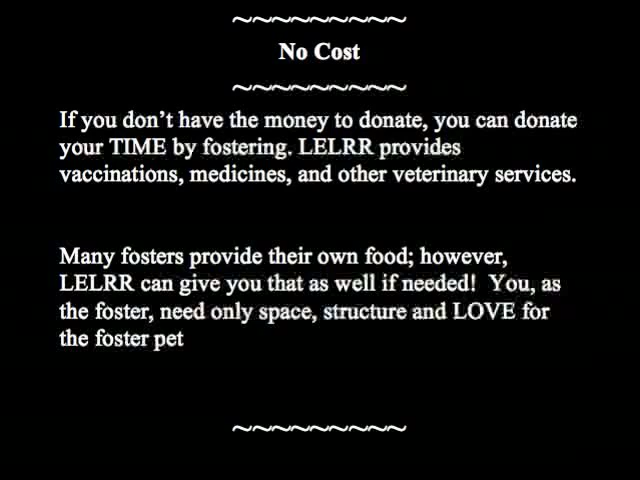 ~~~~~~~~~
No Cost
~~~~~~~~~
If you don’t have the money to donate, you can donate
your TIME by fostering. LELRR provides
vaccinations, medicines, and other veterinary services.
Many fosters provide their own food; however,
LELRR can give you that as well if needed!  You, as
the foster, need only space, structure and LOVE for
the foster pet
~~~~~~~~~